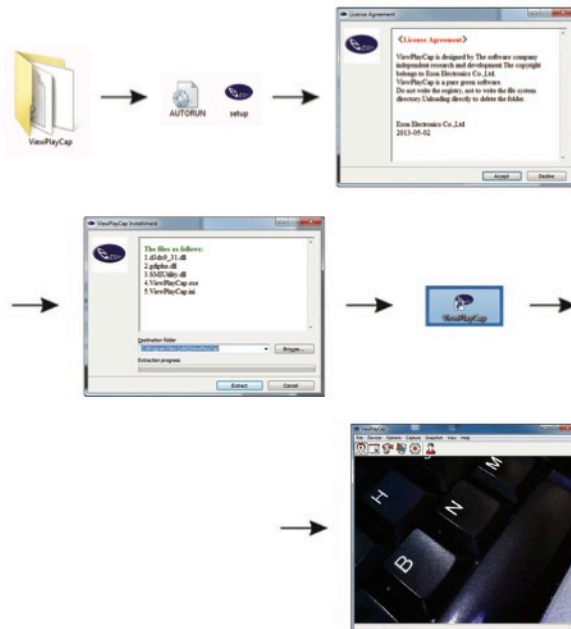 ViewPlayCap
AUTORUN
setup
License Agreement
《License Agreement》
ViewPlayCap is designed by The software company
independent research and development.The copyright
belongs to Ezon Electronics Co.,Ltd.
ViewPlayCap is a pure green software.
Do not write the registry, not to write the file system
directory.Unloading directly to delete the folder.
Ezon Electronics Co.,Ltd
2013-05-02
Accept
Decline
ViewPlayCap Installshield
The files as follows:
1.d3dx9_31.dll
2.gdiplus.dll
3.SMIUtility.dll
4.ViewPlayCap.exe
5.ViewPlayCap.ini
Destination folder
Browse...
Extraction progress
Extract
Cancel
ViewPlayCap
ViewPlayCap
File Devices Options Capture Snapshot View Help
H
N
M
B